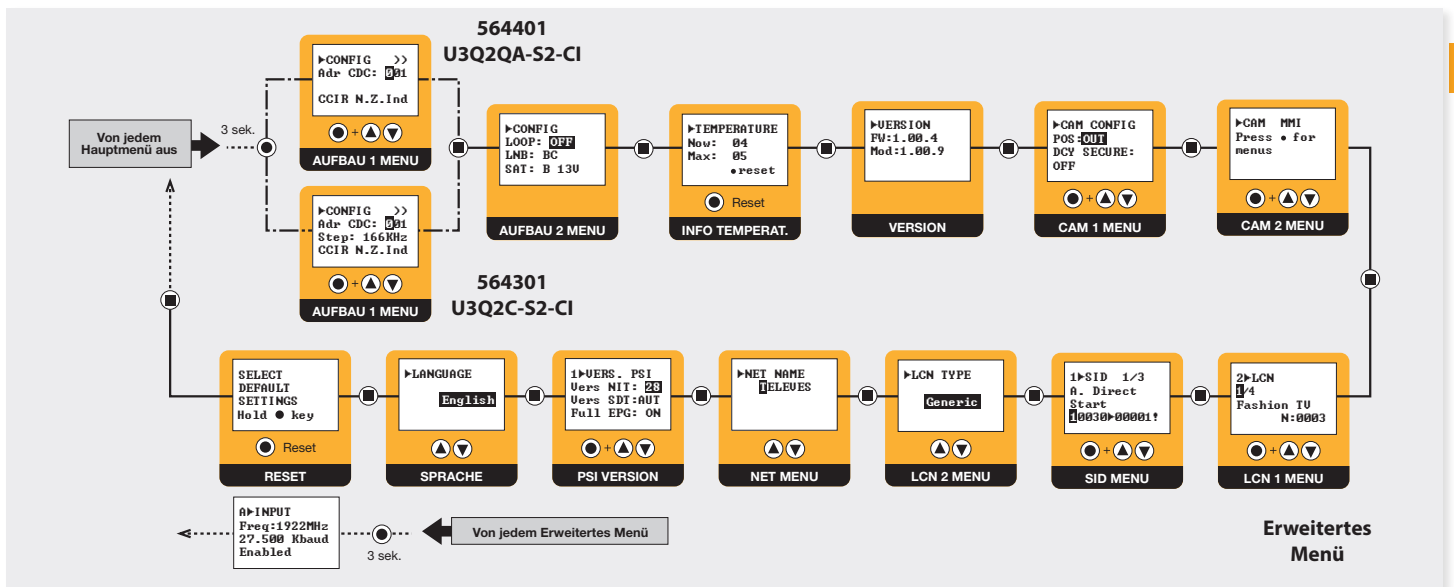 564401
U3Q2QA-S2-CI
▶CONFIG >>
Adr CDC: 001
CCIR N.Z.Ind
+
AUFBAU 1 MENU
Von jedem
Hauptmenü aus
3 sek.
▶CONFIG >>
Adr CDC: 001
Step: 166KHz
CCIR N.Z.Ind
+
AUFBAU 1 MENU
564301
U3Q2C-S2-CI
▶CONFIG
LOOP: OFF
LNB: BC
SAT: B 13V
AUFBAU 2 MENU
▶TEMPERATURE
Now: 04
Max: 05
●reset
Reset
INFO TEMPERAT.
▶VERSION
FW:1.00.4
Mod:1.00.9
VERSION
▶CAM CONFIG
POS:OUT
DCY SECURE:
OFF
+
CAM 1 MENU
▶CAM MMI
Press ● for
menus
+
CAM 2 MENU
SELECT
DEFAULT
SETTINGS
Hold ● key
Reset
RESET
▶LANGUAGE
English
SPRACHE
1▶VERS. PSI
Vers NIT: 28
Vers SDT:AUT
Full EPG: ON
+
PSI VERSION
▶NET NAME
TELEVES
NET MENU
▶LCN TYPE
Generic
LCN 2 MENU
1▶SID 1/3
A. Direct
Start
10030▶00001!
+
SID MENU
2▶LCN
1/4
Fashion TV
N:0003
+
LCN 1 MENU
A▶INPUT
Freq:1922MHz
27.500 Kbaud
Enabled
3 sek.
Von jedem Erweitertes Menü
Erweitertes
Menü